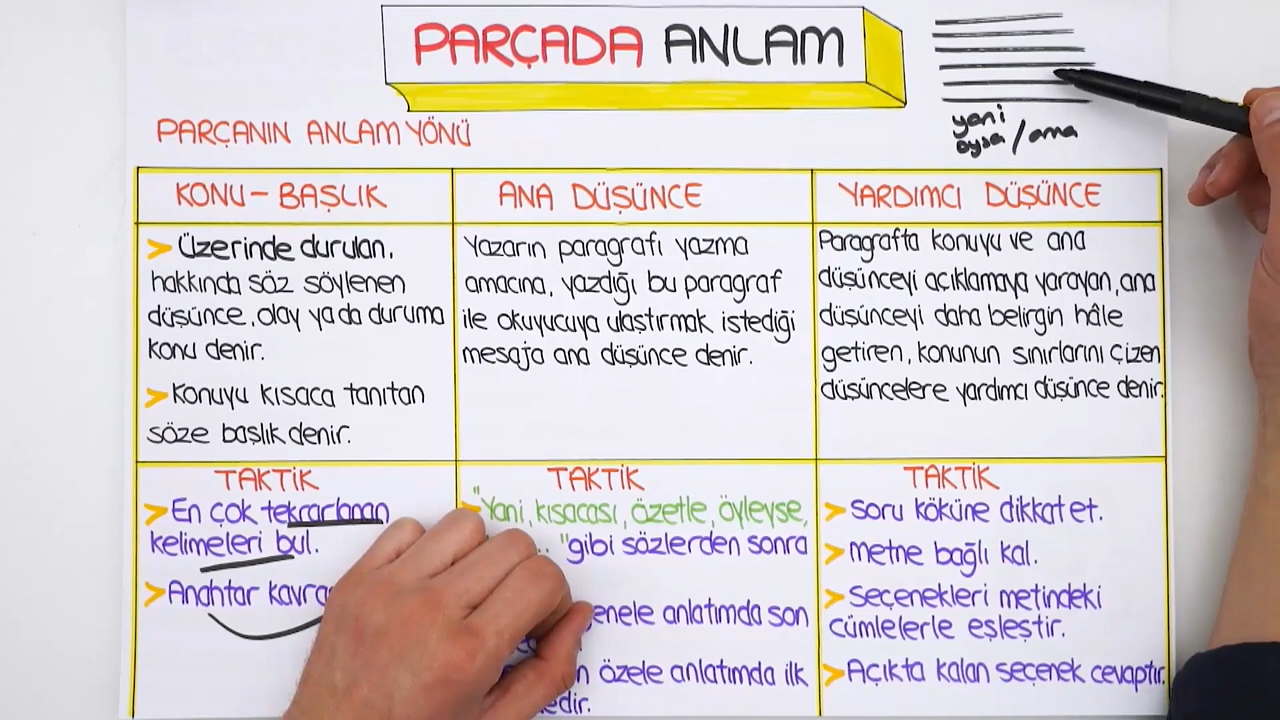 PARÇADA ANLAM
yani
oysa / ama
PARÇANIN ANLAM YÖNÜ
KONU - BAŞLIK
> Üzerinde durulan,
hakkında söz söylenen
düşünce, olay ya da duruma
konu denir.
> Konuyu kısaca tanıtan
söze başlık denir.
ANA DÜŞÜNCE
Yazarın paragrafı yazma
amacına, yazdığı bu paragraf
ile okuyucuya ulaştırmak istediği
mesaja ana düşünce denir.
YARDIMCI DÜŞÜNCE
Paragrafta konuyu ve ana
düşünceyi açıklamaya yarayan, ana
düşünceyi daha belirgin hâle
getiren, konunun sınırlarını çizen
düşüncelere yardımcı düşünce denir.
TAKTİK
> En çok tekrarlanan
kelimeleri bul.
> Anahtar
TAKTİK
> "Yani, kısacası, özetle, öyleyse,
... "gibi sözlerden sonra
genele anlatımda son
özele anlatımda ilk
TAKTİK
> Soru köküne dikkat et.
> Metne bağlı kal.
> Seçenekleri metindeki
cümlelerle eşleştir.
> Açıkta kalan seçenek cevaptır.